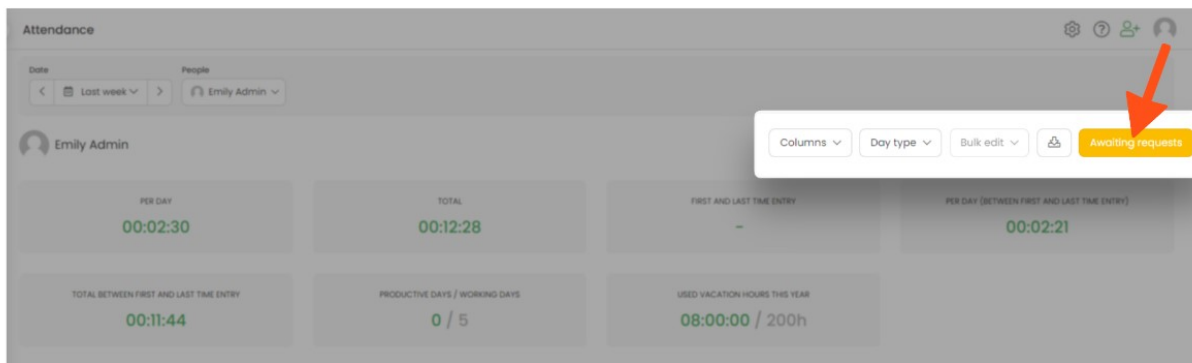 Attendance
Date
People
Last week
Emily Admin
Emily Admin
Columns
Day type
Bulk edit
Awaiting requests
PER DAY
TOTAL
FIRST AND LAST TIME ENTRY
PER DAY (BETWEEN FIRST AND LAST TIME ENTRY)
00:02:30
00:12:28
-
00:02:21
TOTAL BETWEEN FIRST AND LAST TIME ENTRY
PRODUCTIVE DAYS / WORKING DAYS
USED VACATION HOURS THIS YEAR
00:11:44
0 / 5
08:00:00 / 200h